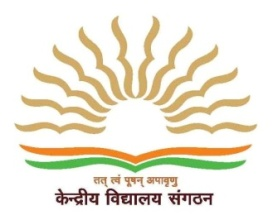 तत् त्वं पूषन् अपावृणु
केन्द्रीय विद्यालय संगठन